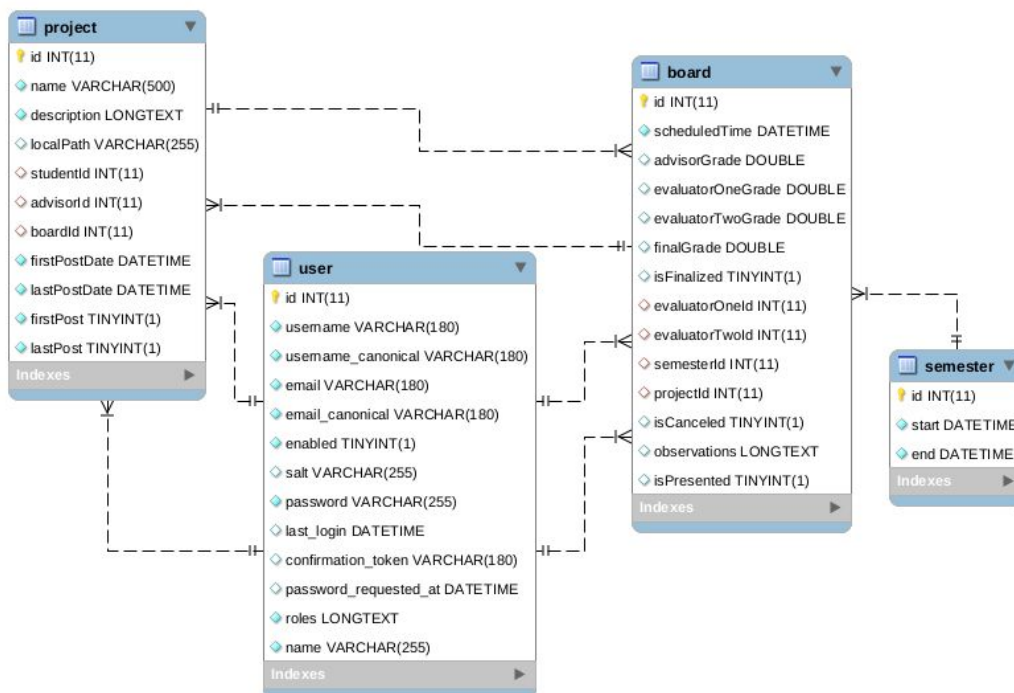 project
id INT(11)
name VARCHAR(500)
description LONGTEXT
localPath VARCHAR(255)
studentId INT(11)
advisorId INT(11)
boardId INT(11)
firstPostDate DATETIME
lastPostDate DATETIME
firstPost TINYINT(1)
lastPost TINYINT(1)
Indexes
user
id INT(11)
username VARCHAR(180)
username_canonical VARCHAR(180)
email VARCHAR(180)
email_canonical VARCHAR(180)
enabled TINYINT(1)
salt VARCHAR(255)
password VARCHAR(255)
last_login DATETIME
confirmation_token VARCHAR(180)
password_requested_at DATETIME
roles LONGTEXT
name VARCHAR(255)
Indexes
board
id INT(11)
scheduledTime DATETIME
advisorGrade DOUBLE
evaluatorOneGrade DOUBLE
evaluatorTwoGrade DOUBLE
finalGrade DOUBLE
isFinalized TINYINT(1)
evaluatorOneId INT(11)
evaluatorTwoId INT(11)
semesterId INT(11)
projectId INT(11)
isCanceled TINYINT(1)
observations LONGTEXT
isPresented TINYINT(1)
Indexes
semester
id INT(11)
start DATETIME
end DATETIME
Indexes